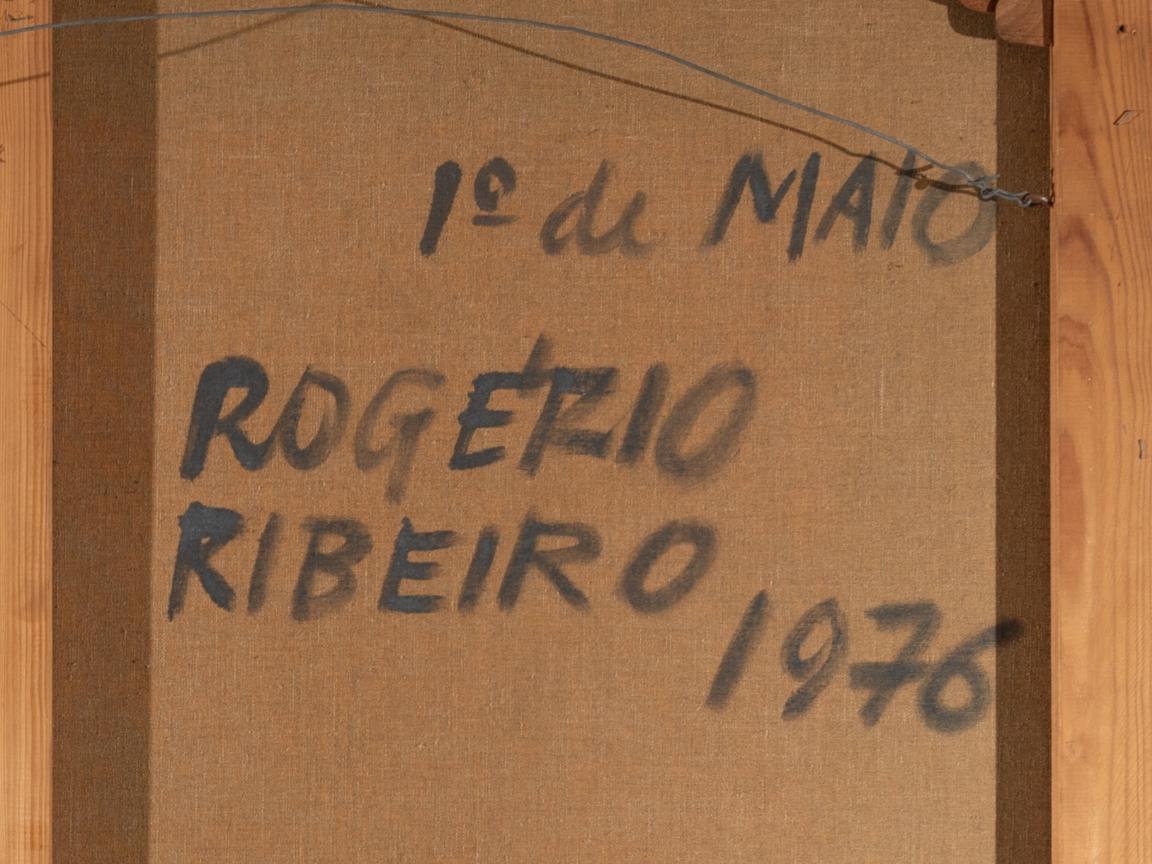 1º de MAIO
ROGÉRIO
RIBEIRO
1976